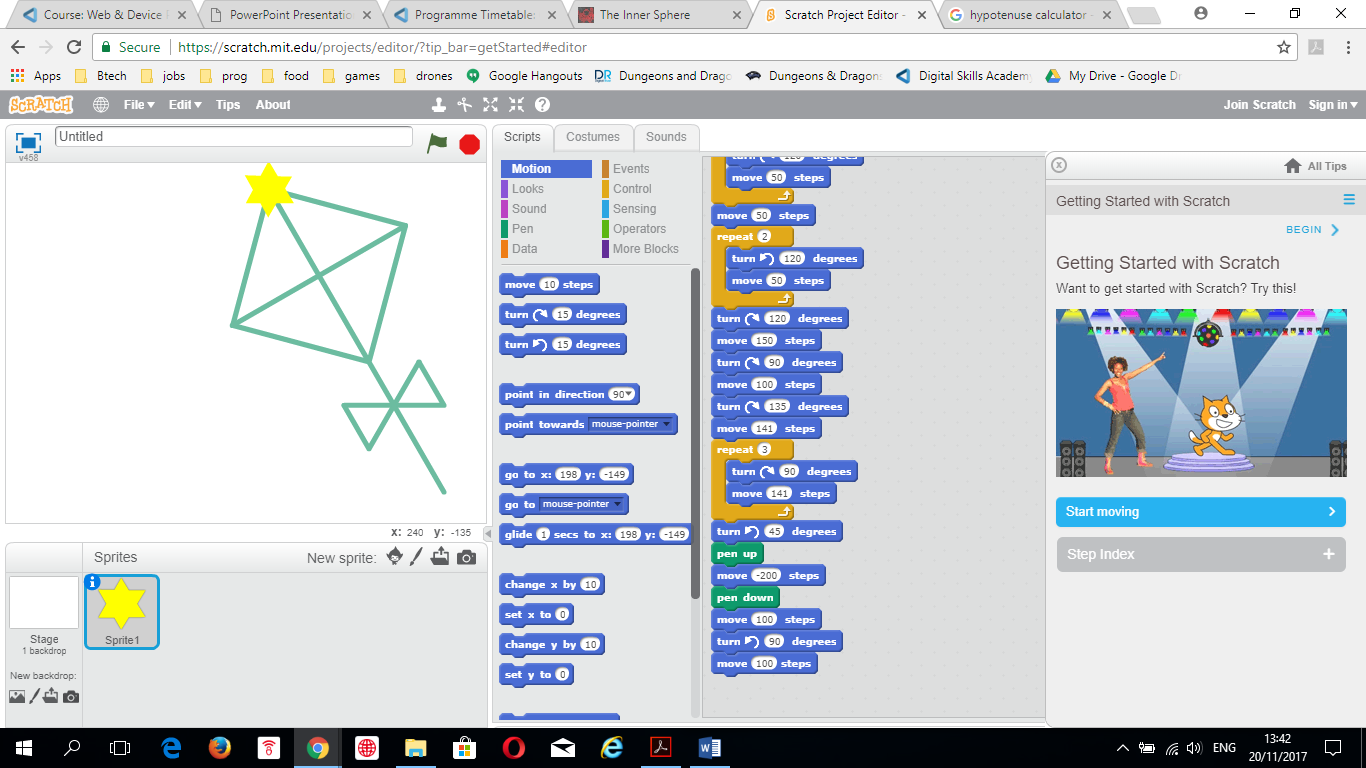 Course: Web & Device
PowerPoint Presentatio
Programme Timetable:
The Inner Sphere
Scratch Project Editor -
hypotenuse calculator -
Secure
https://scratch.mit.edu/projects/editor/?tip_bar=getStarted#editor
Apps
Btech
jobs
prog
food
games
drones
Google Hangouts
DR
Dungeons and Drago
Dungeons & Dragons
Digital Skills Academy
My Drive - Google Dr
SCRATCH
File
Edit
Tips
About
Join Scratch
Sign in
Untitled
v458
Scripts
Costumes
Sounds
Motion
Events
Looks
Control
Sound
Sensing
Pen
Operators
Data
More Blocks
move 10 steps
turn 15 degrees
turn 15 degrees
point in direction 90
point towards mouse-pointer
go to x: 198 y: -149
go to mouse-pointer
glide 1 secs to x: 198 y: -149
change x by 10
set x to 0
change y by 10
set y to 0
turn 120 degrees
move 50 steps
move 50 steps
repeat 2
turn 120 degrees
move 50 steps
turn 120 degrees
move 150 steps
turn 90 degrees
move 100 steps
turn 135 degrees
move 141 steps
repeat 3
turn 90 degrees
move 141 steps
turn 45 degrees
pen up
move -200 steps
pen down
move 100 steps
turn 90 degrees
move 100 steps
x: 240 y: -135
Sprites
New sprite:
Stage
1 backdrop
New backdrop:
Sprite1
All Tips
Getting Started with Scratch
BEGIN
Getting Started with Scratch
Want to get started with Scratch? Try this!
Start moving
Step Index
ENG
13:42
20/11/2017